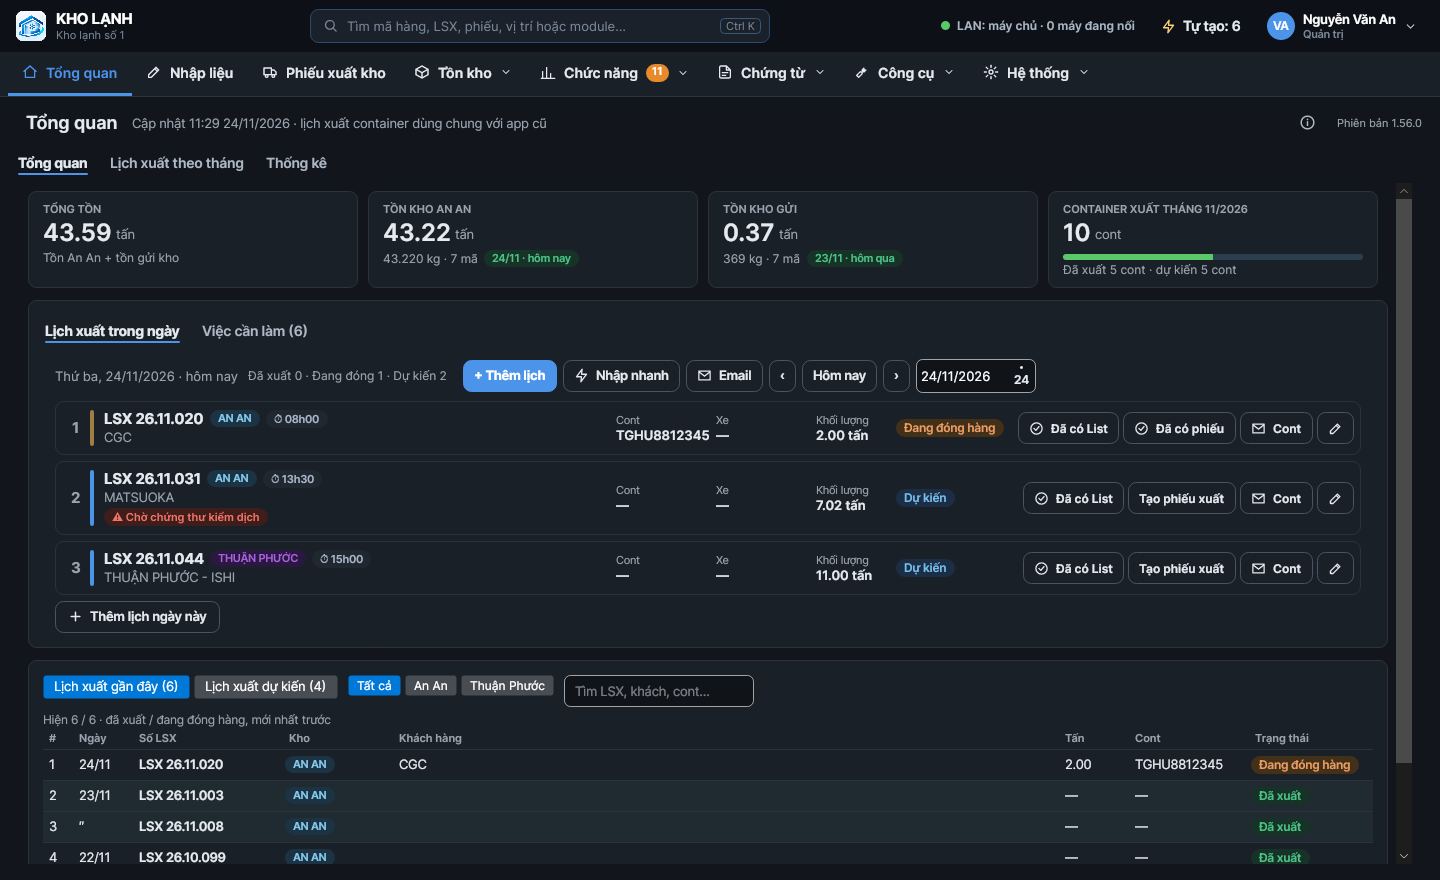 KHO LẠNH
Kho lạnh số 1
Tìm mã hàng, LSX, phiếu, vị trí hoặc module...
Ctrl K
LAN: máy chủ · 0 máy đang nối
Tự tạo: 6
VA
Nguyễn Văn An
Quản trị
Tổng quan
Nhập liệu
Phiếu xuất kho
Tồn kho
Chức năng 11
Chứng từ
Công cụ
Hệ thống
Tổng quan
Cập nhật 11:29 24/11/2026 · lịch xuất container dùng chung với app cũ
Phiên bản 1.56.0
Tổng quan
Lịch xuất theo tháng
Thống kê
TỔNG TỒN
43.59 tấn
Tồn An An + tồn gửi kho
TỒN KHO AN AN
43.22 tấn
43.220 kg · 7 mã 24/11 · hôm nay
TỒN KHO GỬI
0.37 tấn
369 kg · 7 mã 23/11 · hôm qua
CONTAINER XUẤT THÁNG 11/2026
10 cont
Đã xuất 5 cont · dự kiến 5 cont
Lịch xuất trong ngày
Việc cần làm (6)
Thứ ba, 24/11/2026 · hôm nay
Đã xuất 0 · Đang đóng 1 · Dự kiến 2
+ Thêm lịch
Nhập nhanh
Email
‹
Hôm nay
›
24/11/2026
24
1
LSX 26.11.020 AN AN 08h00
CGC
Cont
TGHU8812345
Xe
—
Khối lượng
2.00 tấn
Đang đóng hàng
Đã có List
Đã có phiếu
Cont
2
LSX 26.11.031 AN AN 13h30
MATSUOKA
Chờ chứng thư kiểm dịch
Cont
—
Xe
—
Khối lượng
7.02 tấn
Dự kiến
Đã có List
Tạo phiếu xuất
Cont
3
LSX 26.11.044 THUẬN PHƯỚC 15h00
THUẬN PHƯỚC - ISHI
Cont
—
Xe
—
Khối lượng
11.00 tấn
Dự kiến
Đã có List
Tạo phiếu xuất
Cont
+ Thêm lịch ngày này
Lịch xuất gần đây (6)
Lịch xuất dự kiến (4)
Tất cả
An An
Thuận Phước
Tìm LSX, khách, cont...
Hiện 6 / 6 · đã xuất / đang đóng hàng, mới nhất trước
# Ngày Số LSX Kho Khách hàng Tấn Cont Trạng thái
1 24/11 LSX 26.11.020 AN AN CGC 2.00 TGHU8812345 Đang đóng hàng
2 23/11 LSX 26.11.003 AN AN — — Đã xuất
3 " LSX 26.11.008 AN AN — — Đã xuất
4 22/11 LSX 26.10.099 AN AN — — Đã xuất